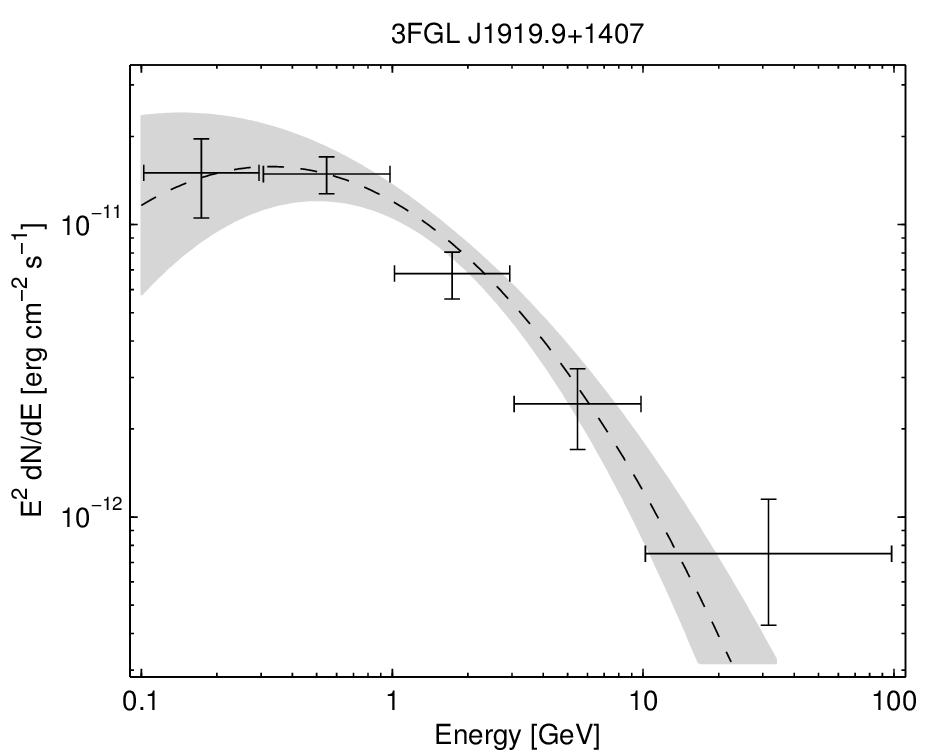 3FGL J1919.9+1407
E² dN/dE [erg cm⁻² s⁻¹]
10⁻¹¹
10⁻¹²
0.1 1 10 100
Energy [GeV]